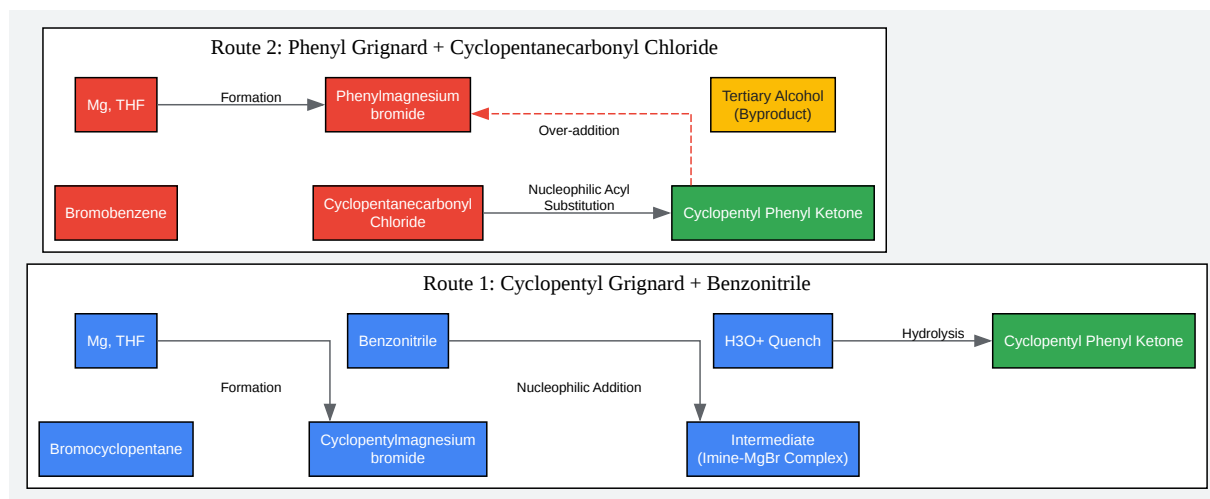 Route 2: Phenyl Grignard + Cyclopentanecarbonyl Chloride
Mg, THF
Formation
Phenylmagnesium
bromide
Over-addition
Tertiary Alcohol
(Byproduct)
Bromobenzene
Cyclopentanecarbonyl
Chloride
Nucleophilic Acyl
Substitution
Cyclopentyl Phenyl Ketone
Route 1: Cyclopentyl Grignard + Benzonitrile
Mg, THF
Benzonitrile
H3O+ Quench
Hydrolysis
Cyclopentyl Phenyl Ketone
Formation
Nucleophilic Addition
Bromocyclopentane
Cyclopentylmagnesium
bromide
Intermediate
(Imine-MgBr Complex)